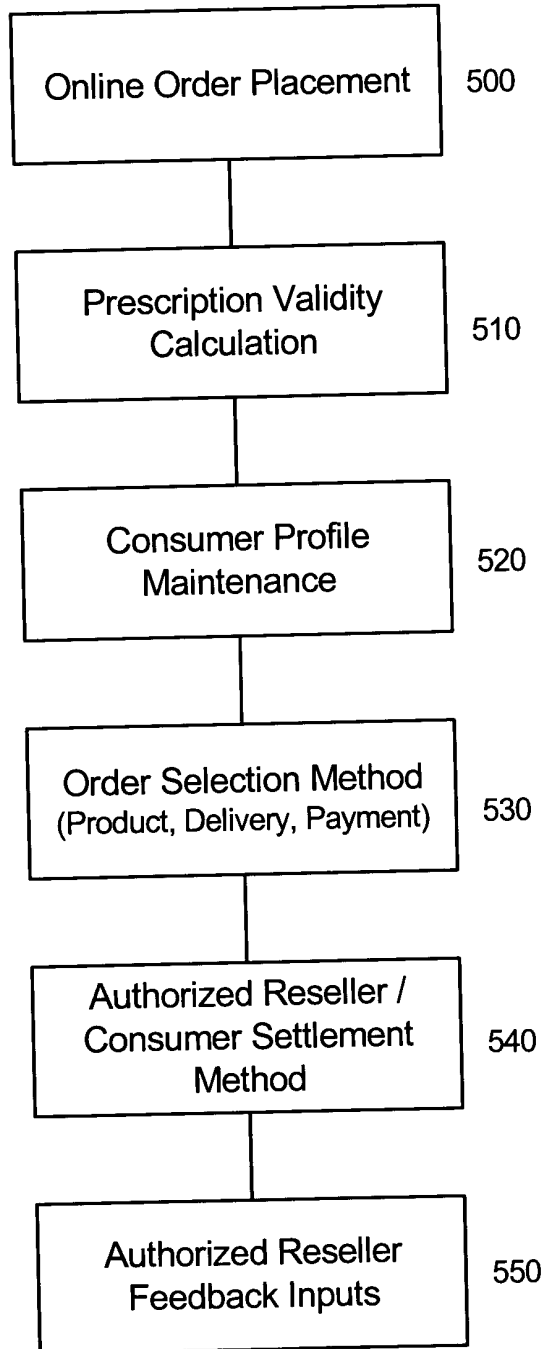 Online Order Placement 500
Prescription Validity
Calculation
510
Consumer Profile
Maintenance
520
Order Selection Method
(Product, Delivery, Payment)
530
Authorized Reseller /
Consumer Settlement
Method
540
Authorized Reseller
Feedback Inputs
550